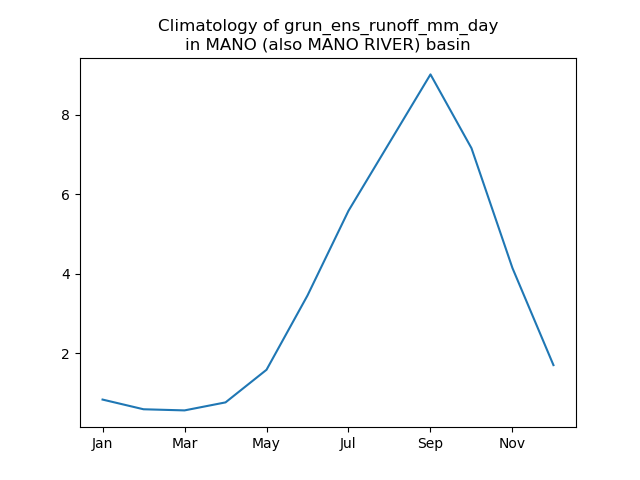 Climatology of grun_ens_runoff_mm_day
in MANO (also MANO RIVER) basin
8
6
4
2
Jan Mar May Jul Sep Nov